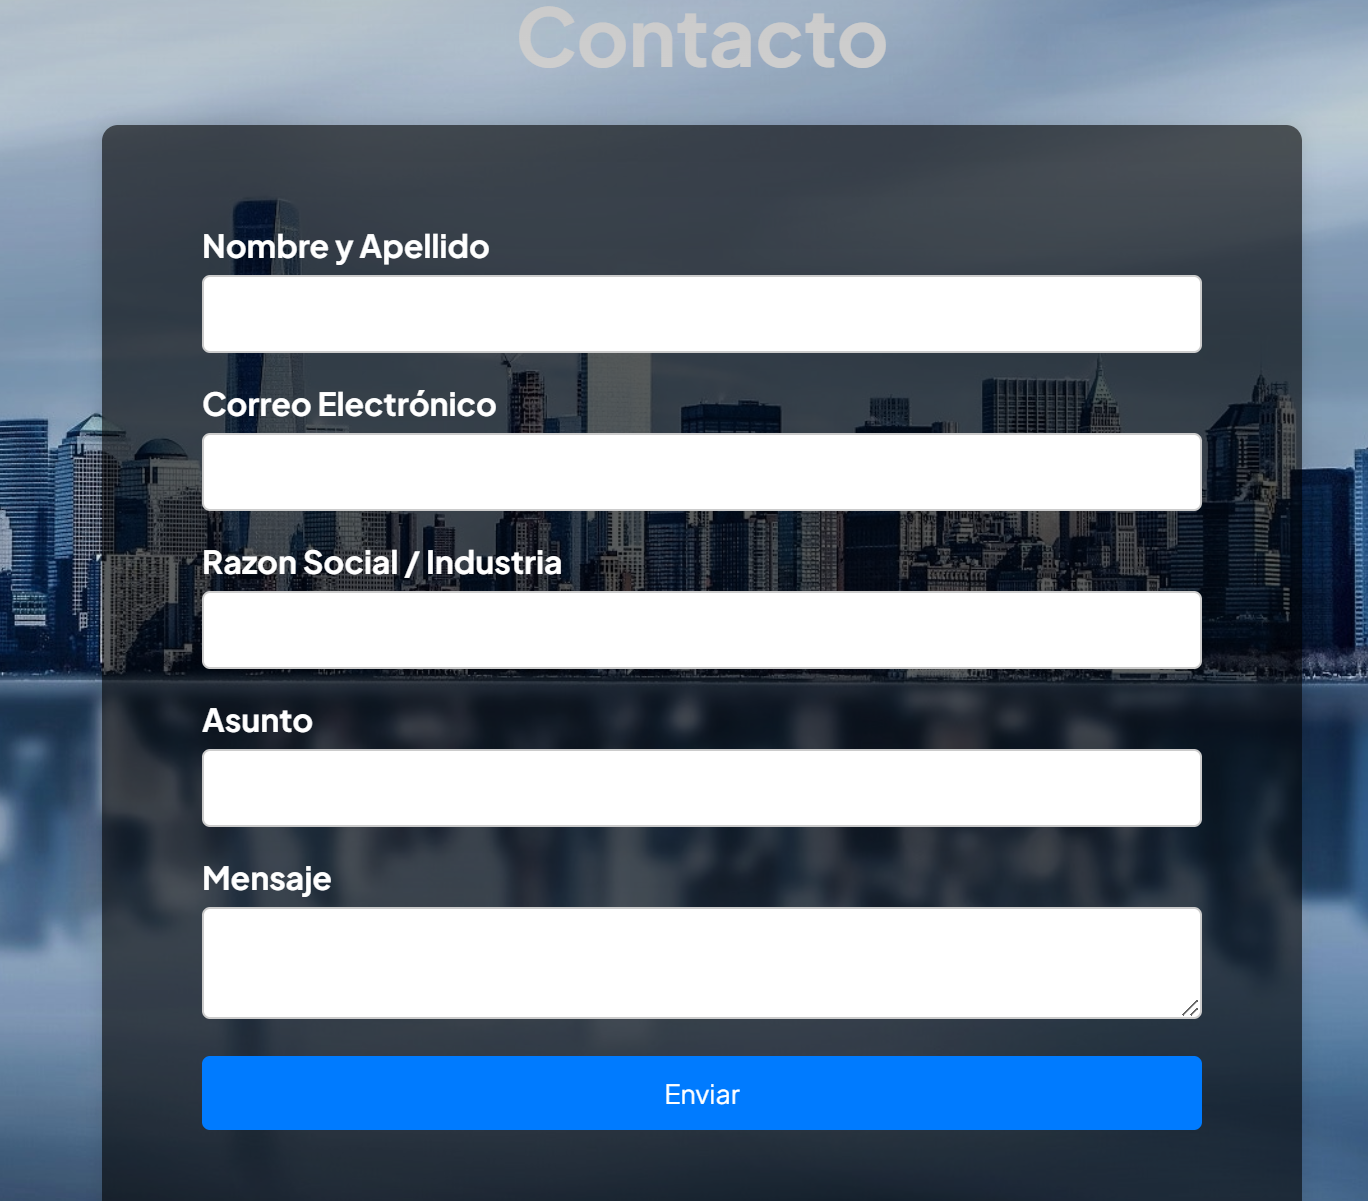 Contacto
Nombre y Apellido
Correo Electrónico
Razon Social / Industria
Asunto
Mensaje
Enviar